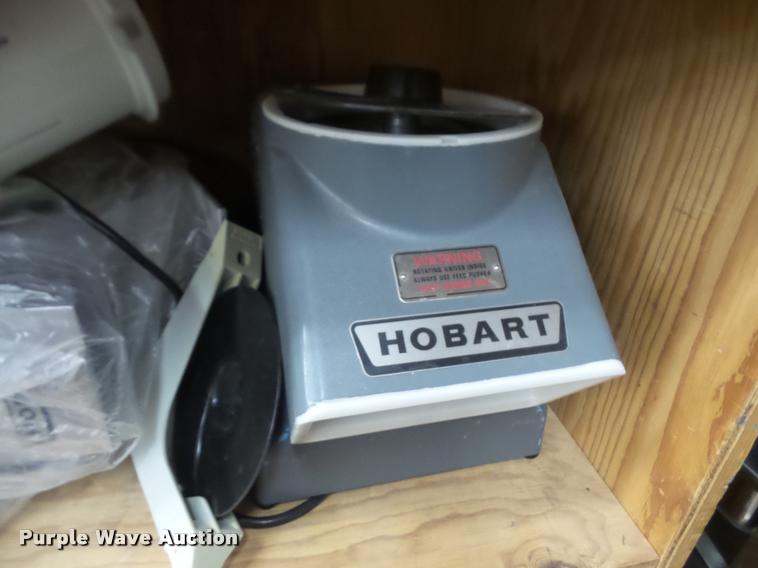 WARNING
ROTATING KNIVES INSIDE
ALWAYS USE FEED PUSHER
HOBART
Purple Wave Auction